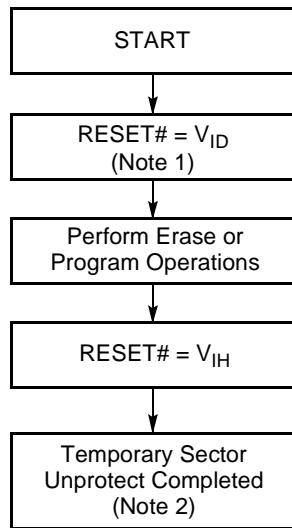 START
RESET# = VID
(Note 1)
Perform Erase or
Program Operations
RESET# = VIH
Temporary Sector
Unprotect Completed
(Note 2)